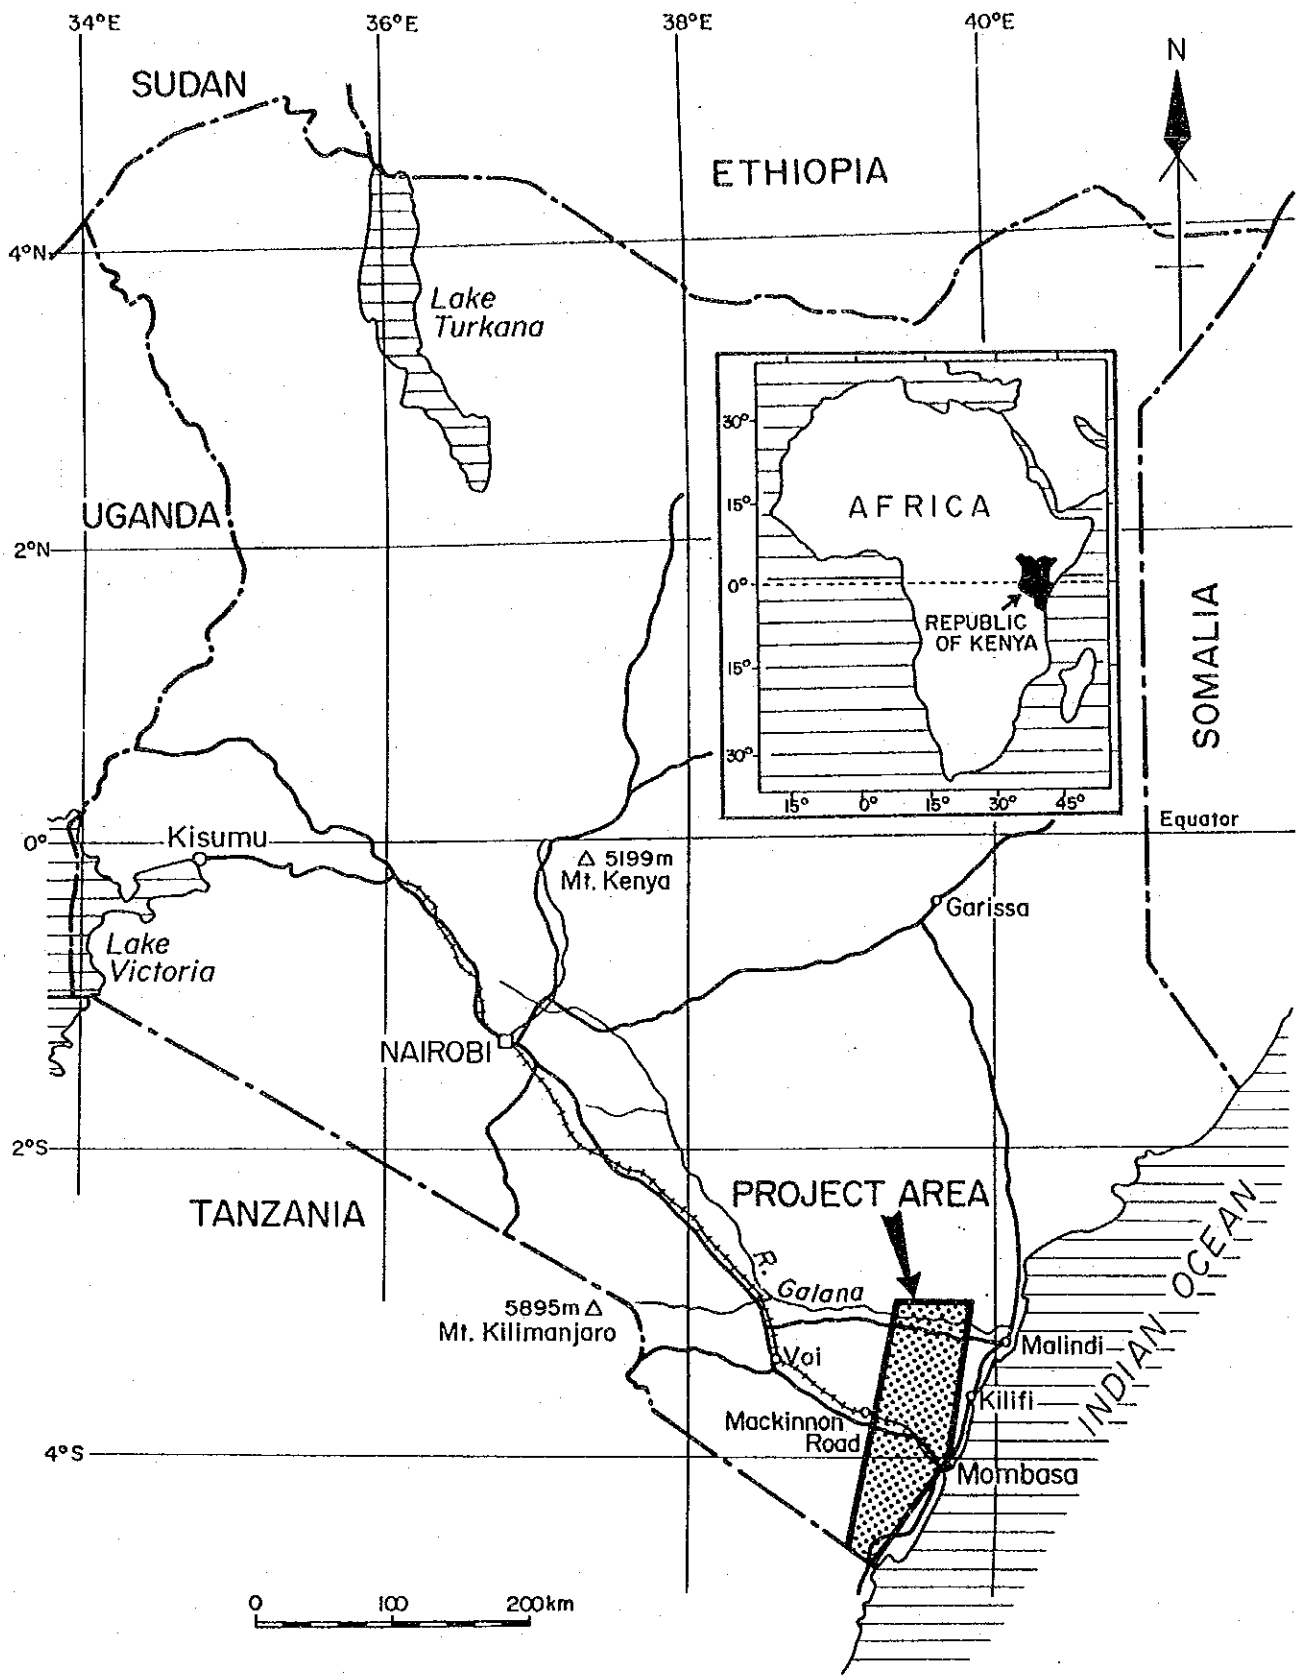 34°E
36°E
38°E
40°E
N
SUDAN
ETHIOPIA
4°N
Lake
Turkana
30°
UGANDA
15°
AFRICA
2°N
0°
REPUBLIC
OF KENYA
SOMALIA
15°
30°
15°
0°
15°
30°
45°
Equator
0°
Kisumu
5199m
Mt. Kenya
Garissa
Lake
Victoria
NAIROBI
2°S
TANZANIA
PROJECT AREA
R.
Galana
5895m
Mt. Kilimanjaro
Voi
Malindi
INDIAN OCEAN
Kilifi
Mackinnon
Road
4°S
Mombasa
0
100
200km